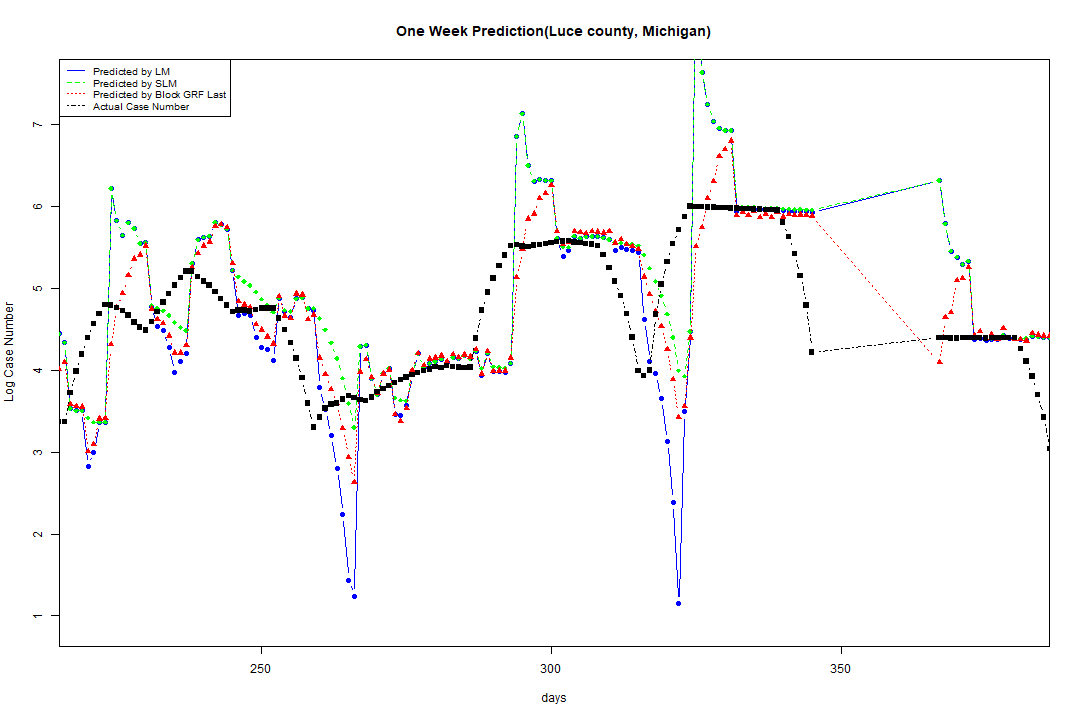 One Week Prediction(Luce county, Michigan)
Predicted by LM
Predicted by SLM
Predicted by Block GRF Last
Actual Case Number
Log Case Number
7
6
5
4
3
2
1
250 300 350
days